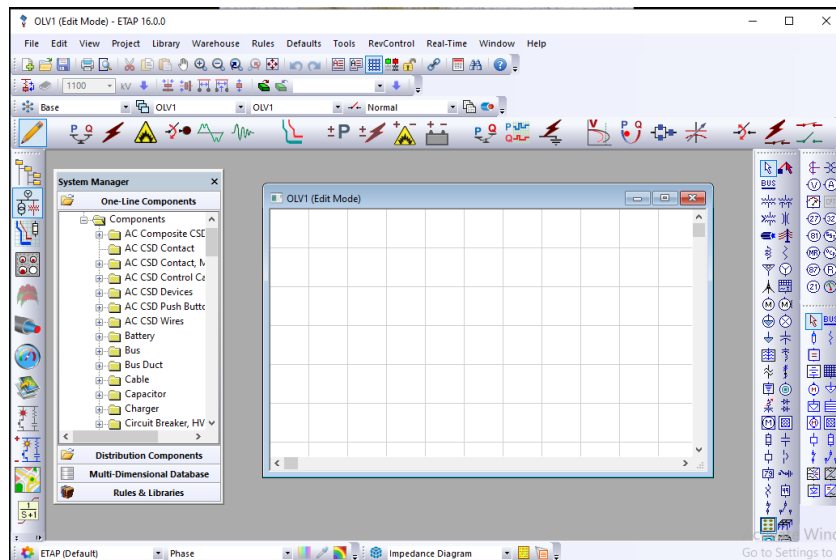 OLV1 (Edit Mode) - ETAP 16.0.0
File Edit View Project Library Warehouse Rules Defaults Tools RevControl Real-Time Window Help
1100 kV
Base OLV1 OLV1 Normal
System Manager
One-Line Components
Components
AC Composite CSD
AC CSD Contact
AC CSD Contact, M
AC CSD Control Ca
AC CSD Devices
AC CSD Push Butto
AC CSD Wires
Battery
Bus
Bus Duct
Cable
Capacitor
Charger
Circuit Breaker, HV
Distribution Components
Multi-Dimensional Database
Rules & Libraries
OLV1 (Edit Mode)
BUS
BUS
Wind
Go to Settings to
ETAP (Default) Phase Impedance Diagram